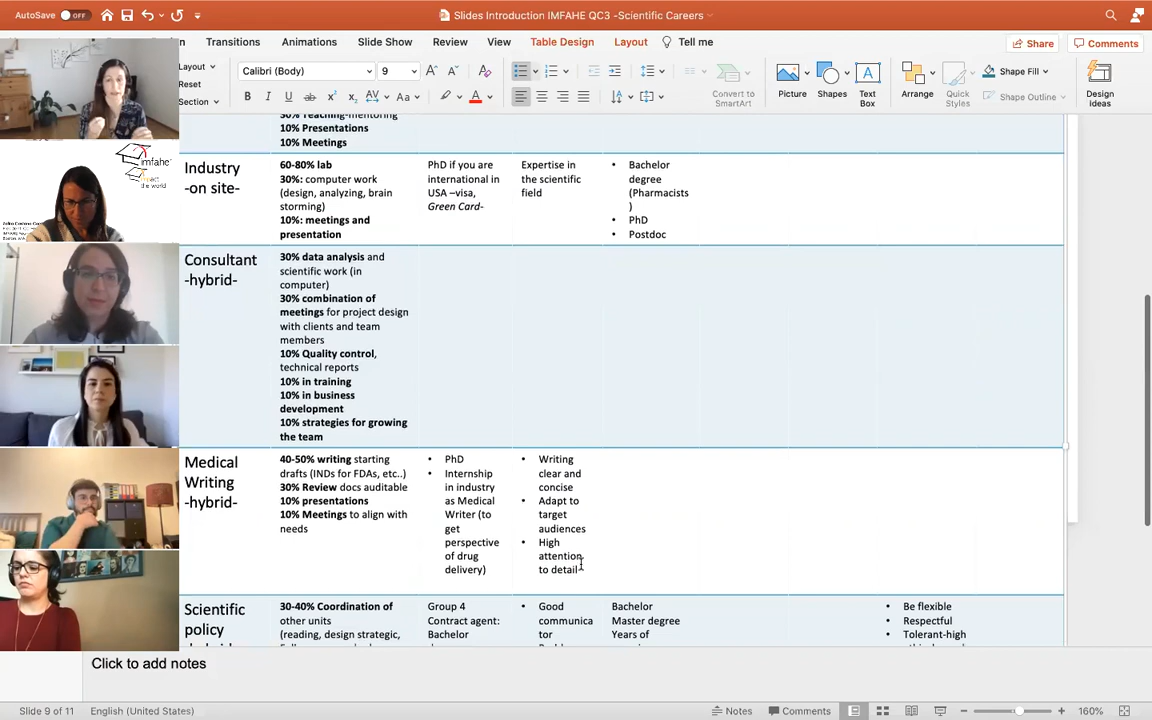 AutoSave OFF
Slides Introduction IMFAHE QC3 -Scientific Careers
Transitions Animations Slide Show Review View Table Design Layout Tell me
Share Comments
Layout
Reset
Section
Calibri (Body) 9
Convert to
SmartArt
Picture Shapes Text
Box
Arrange Quick
Styles
Shape Fill
Shape Outline
Design
Ideas
10% Presentations
10% Meetings
Industry
-on site-
60-80% lab
30%: computer work
(design, analyzing, brain
storming)
10%: meetings and
presentation
PhD if you are
international in
USA –visa,
Green Card-
Expertise in
the scientific
field
• Bachelor
degree
(Pharmacists
)
• PhD
• Postdoc
Consultant
-hybrid-
30% data analysis and
scientific work (in
computer)
30% combination of
meetings for project design
with clients and team
members
10% Quality control,
technical reports
10% in training
10% in business
development
10% strategies for growing
the team
Medical
Writing
-hybrid-
40-50% writing starting
drafts (INDs for FDAs, etc..)
30% Review docs auditable
10% presentations
10% Meetings to align with
needs
• PhD
• Internship
in industry
as Medical
Writer (to
get
perspective
of drug
delivery)
• Writing
clear and
concise
• Adapt to
target
audiences
• High
attention
to detail
Scientific
policy
30-40% Coordination of
other units
(reading, design strategic,
Group 4
Contract agent:
Bachelor
• Good
communica
tor
Bachelor
Master degree
Years of
• Be flexible
• Respectful
• Tolerant-high
imfahe
the world
Click to add notes
Slide 9 of 11 English (United States) Notes Comments 160%